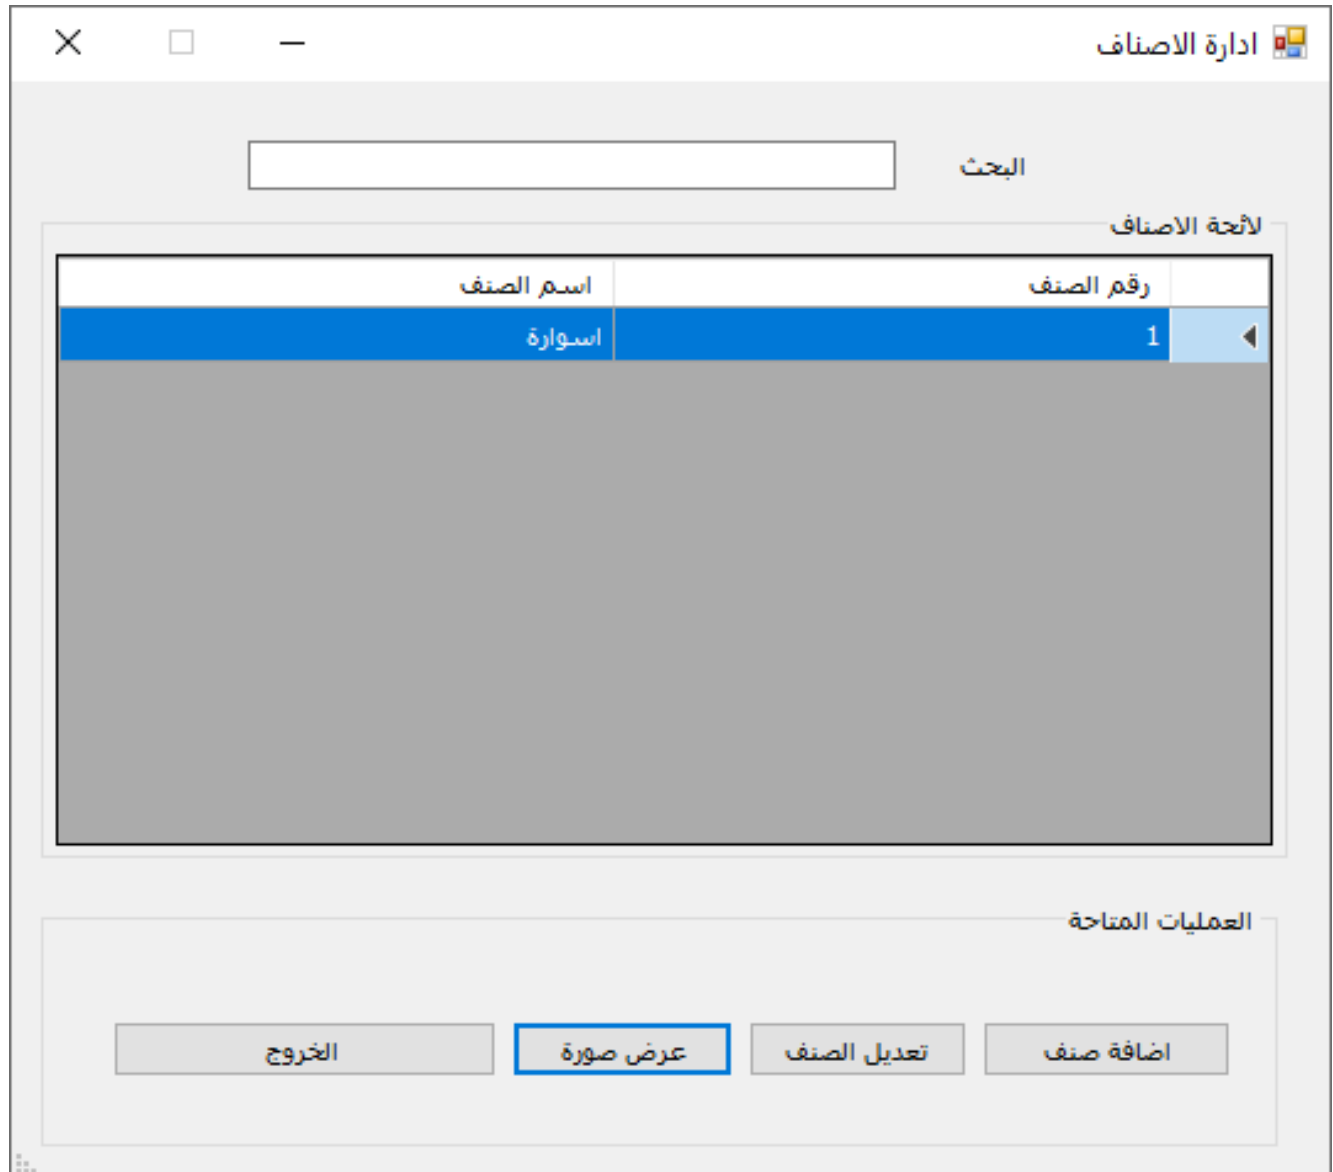 ادارة الاصناف
البحث
لائحة الاصناف
رقم الصنف اسم الصنف
1 اسوارة
العمليات المتاحة
اضافة صنف تعديل الصنف عرض صورة الخروج